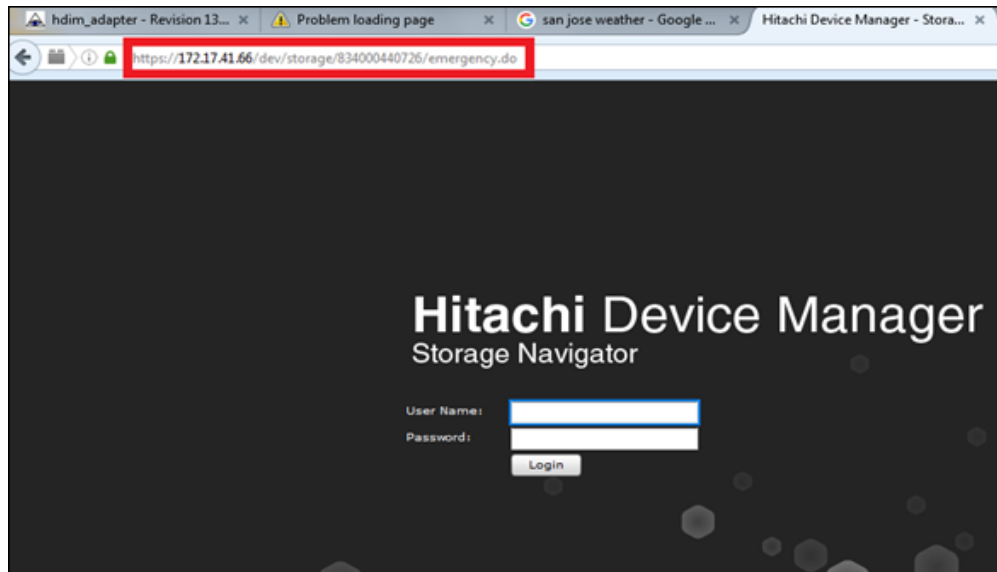 hdim_adapter - Revision 13...
Problem loading page
san jose weather - Google ...
Hitachi Device Manager - Stora...
https://172.17.41.66/dev/storage/834000440726/emergency.do
Hitachi Device Manager
Storage Navigator
User Name:
Password:
Login